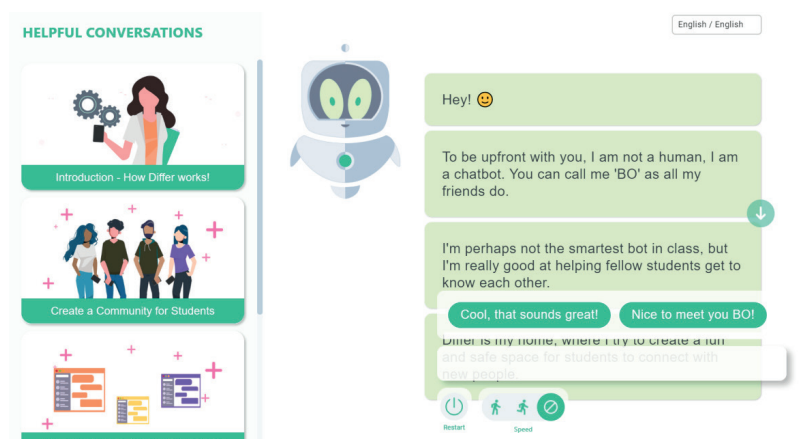 HELPFUL CONVERSATIONS
Introduction - How Differ works!
Create a Community for Students
English / English
Hey!
To be upfront with you, I am not a human, I am
a chatbot. You can call me 'BO' as all my
friends do.
I'm perhaps not the smartest bot in class, but
I'm really good at helping fellow students get to
know each other.
Cool, that sounds great!
Nice to meet you BO!
Differ is my home, where I try to create a fun
and safe space for students to connect with
new people.
Restart
Speed